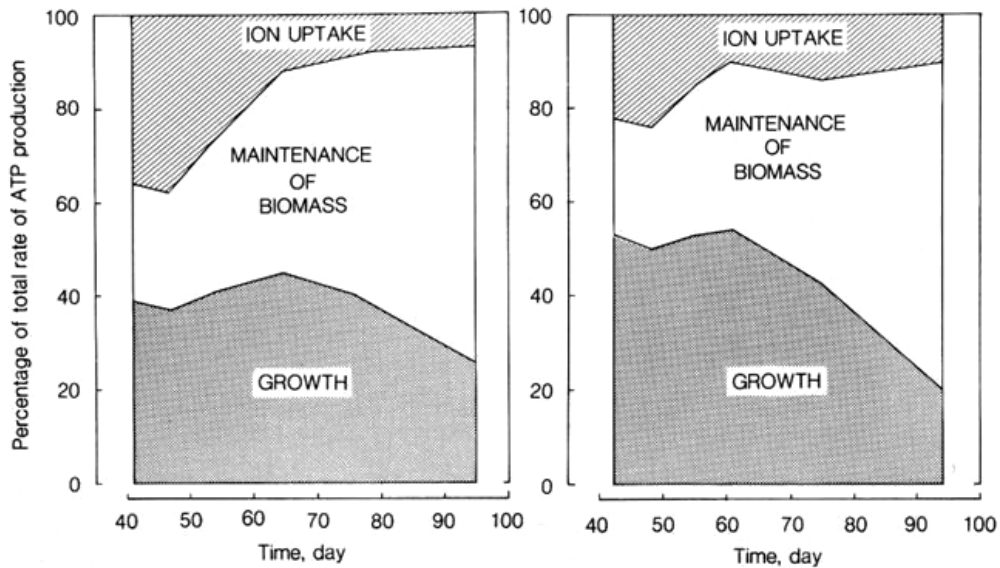 Percentage of total rate of ATP production
100
80
60
40
20
0
ION UPTAKE
MAINTENANCE
OF
BIOMASS
GROWTH
40 50 60 70 80 90 100
Time, day
100
80
60
40
20
0
ION UPTAKE
MAINTENANCE
OF
BIOMASS
GROWTH
40 50 60 70 80 90 100
Time, day